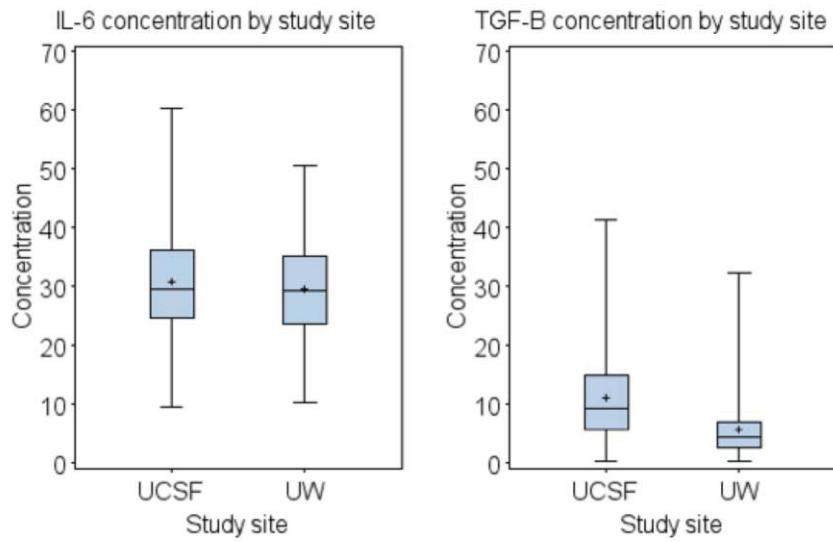 IL-6 concentration by study site
70
60
50
40
30
20
10
0
Concentration
UCSF UW
Study site
TGF-B concentration by study site
70
60
50
40
30
20
10
0
Concentration
UCSF UW
Study site